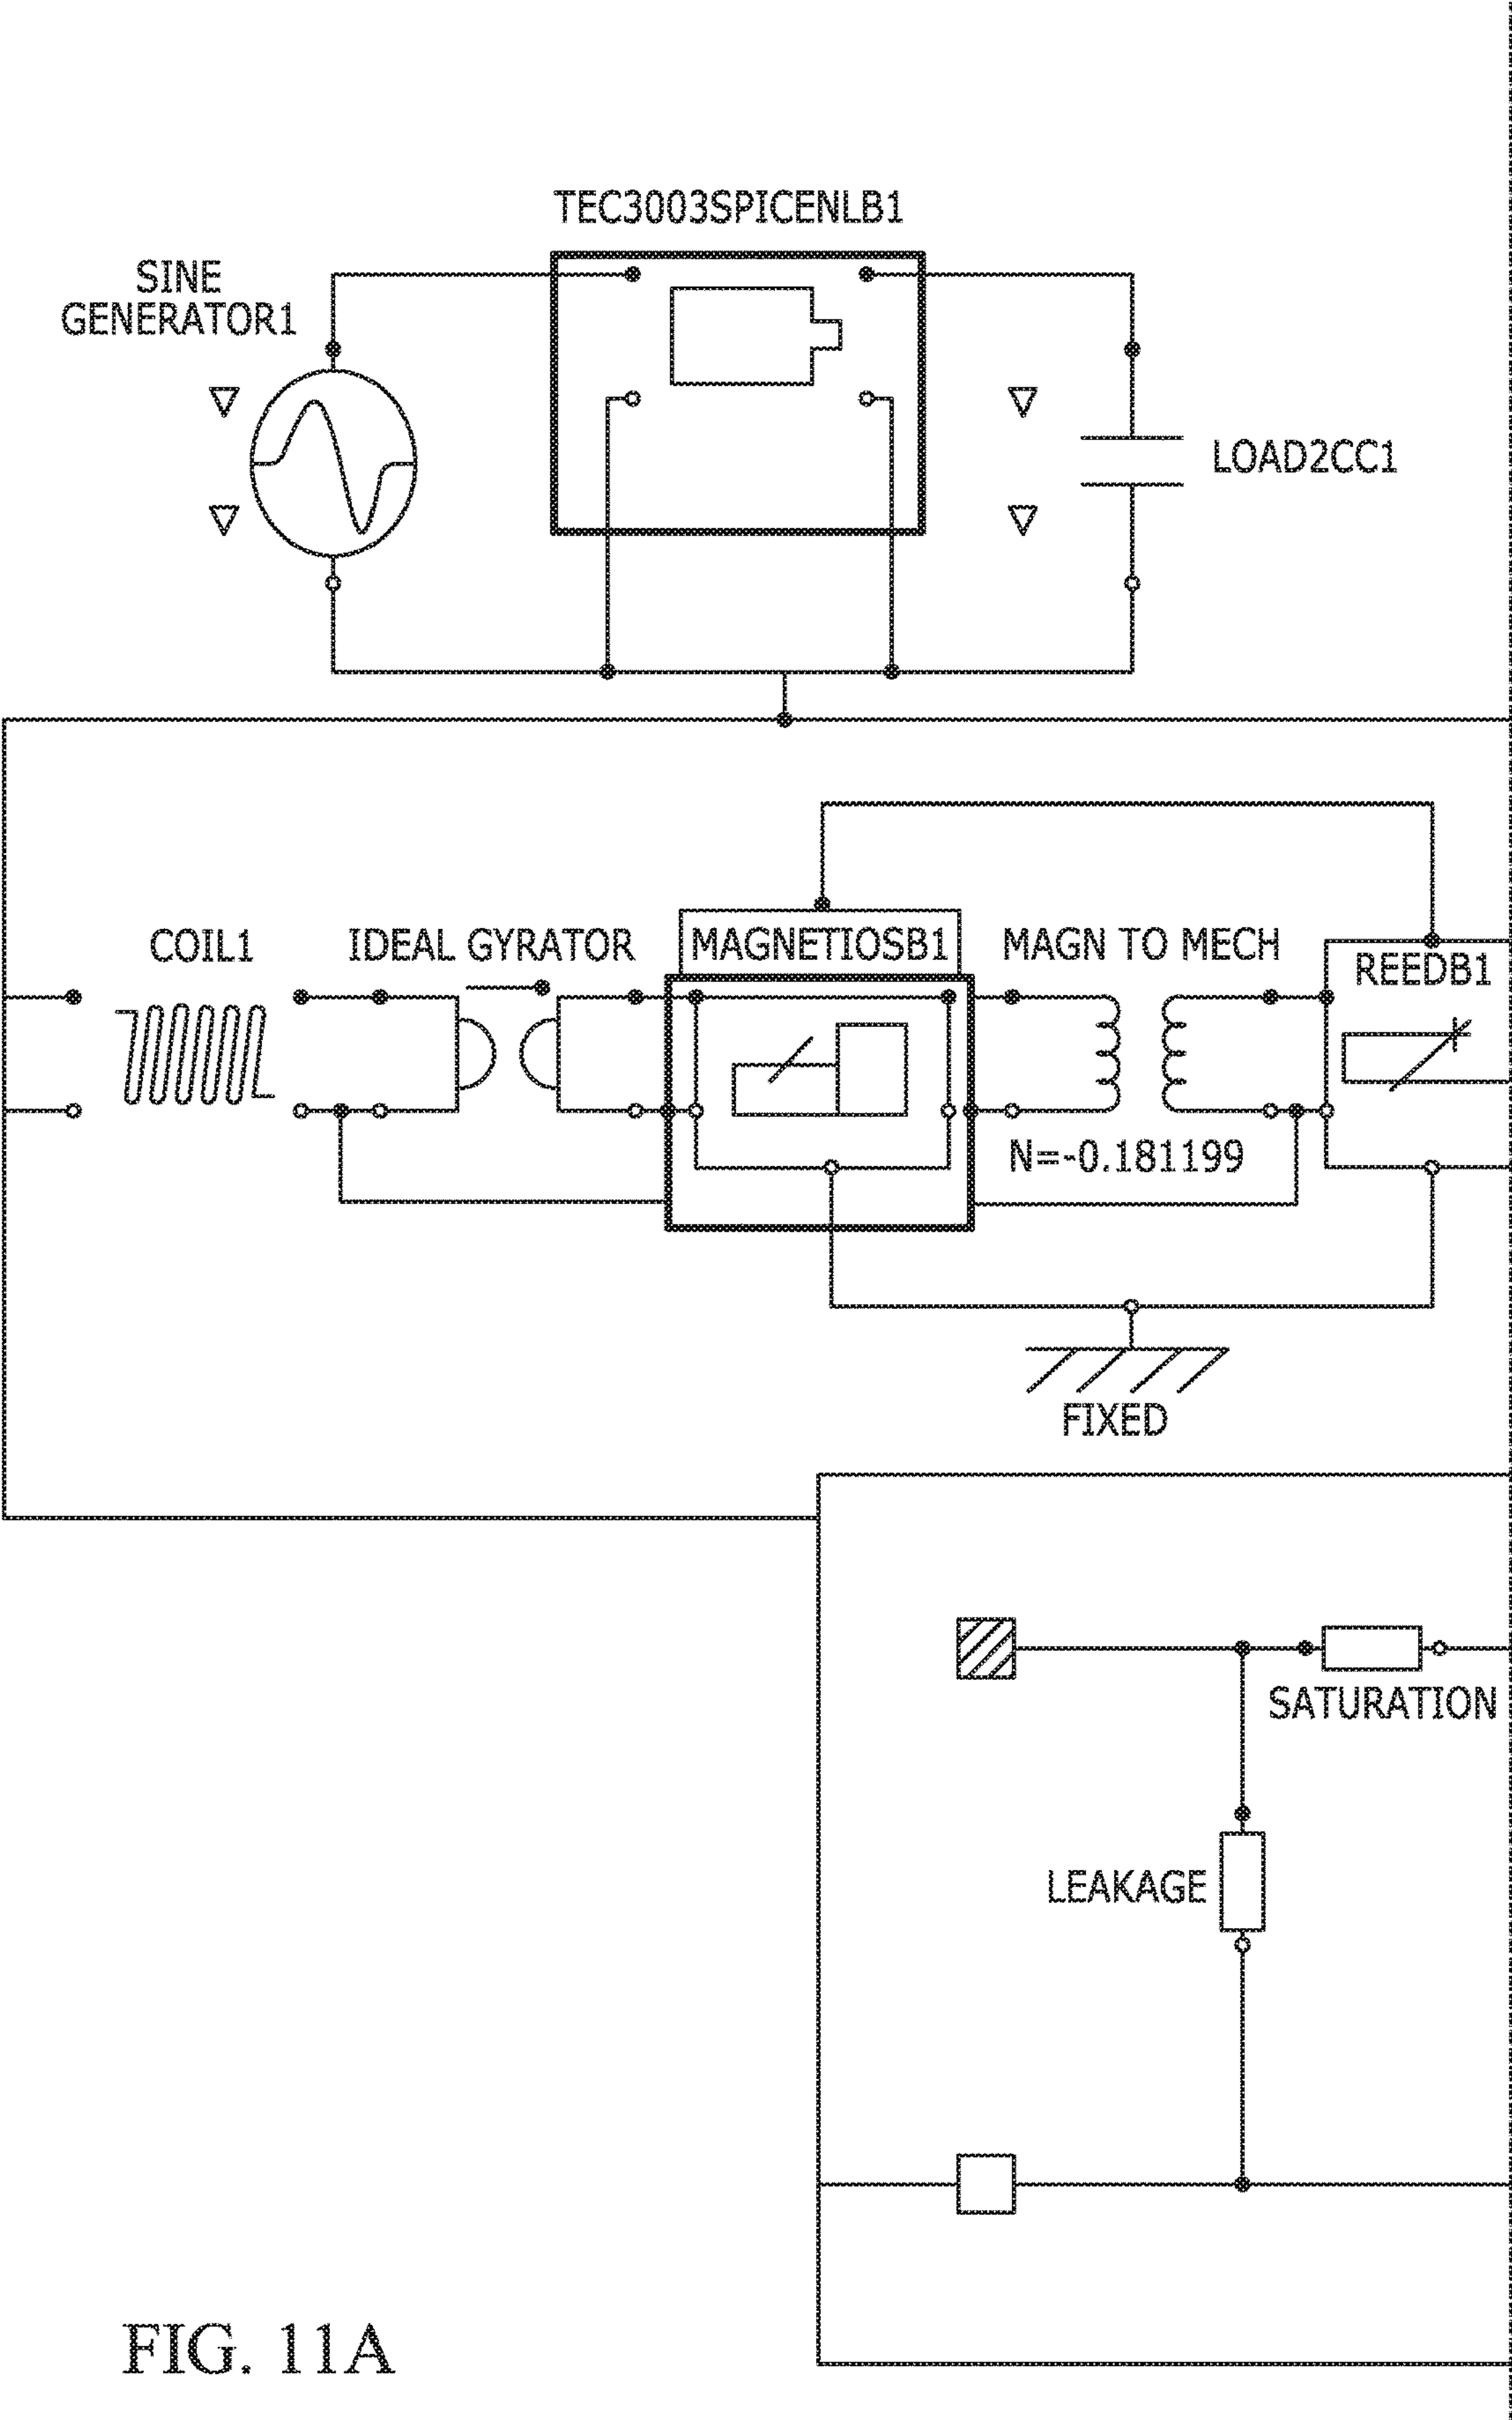 TEC3003SPICENLB1
SINE
GENERATOR1
LOAD2CC1
COIL1
IDEAL GYRATOR
MAGNETIOSB1
MAGN TO MECH
REEDB1
N=-0.181199
FIXED
SATURATION
LEAKAGE
FIG. 11A